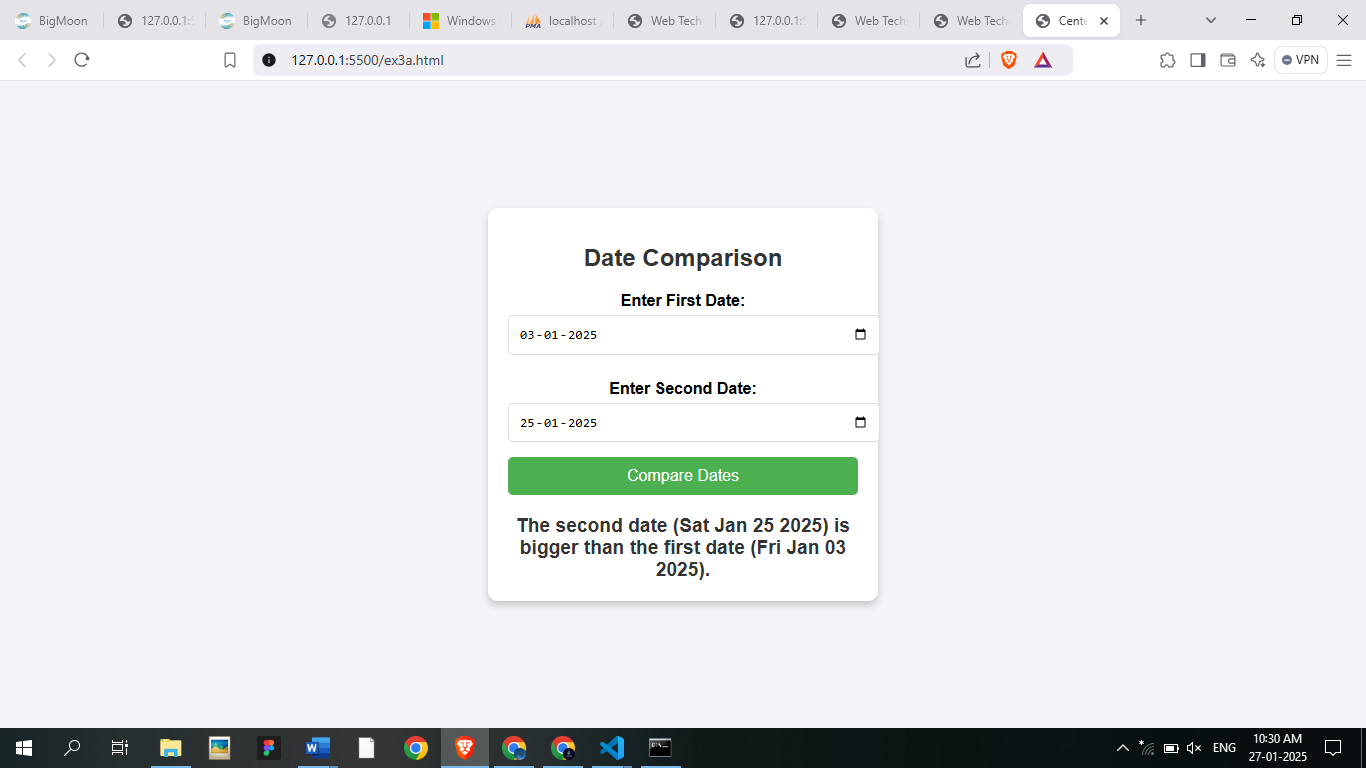 BigMoon
127.0.0.1:5
BigMoon
127.0.0.1
Windows
PMA
localhost
Web Tech
127.0.0.1:5
Web Tech
Web Tech
Cente
127.0.0.1:5500/ex3a.html
VPN
Date Comparison
Enter First Date:
03-01-2025
Enter Second Date:
25-01-2025
Compare Dates
The second date (Sat Jan 25 2025) is
bigger than the first date (Fri Jan 03
2025).
ENG
10:30 AM
27-01-2025